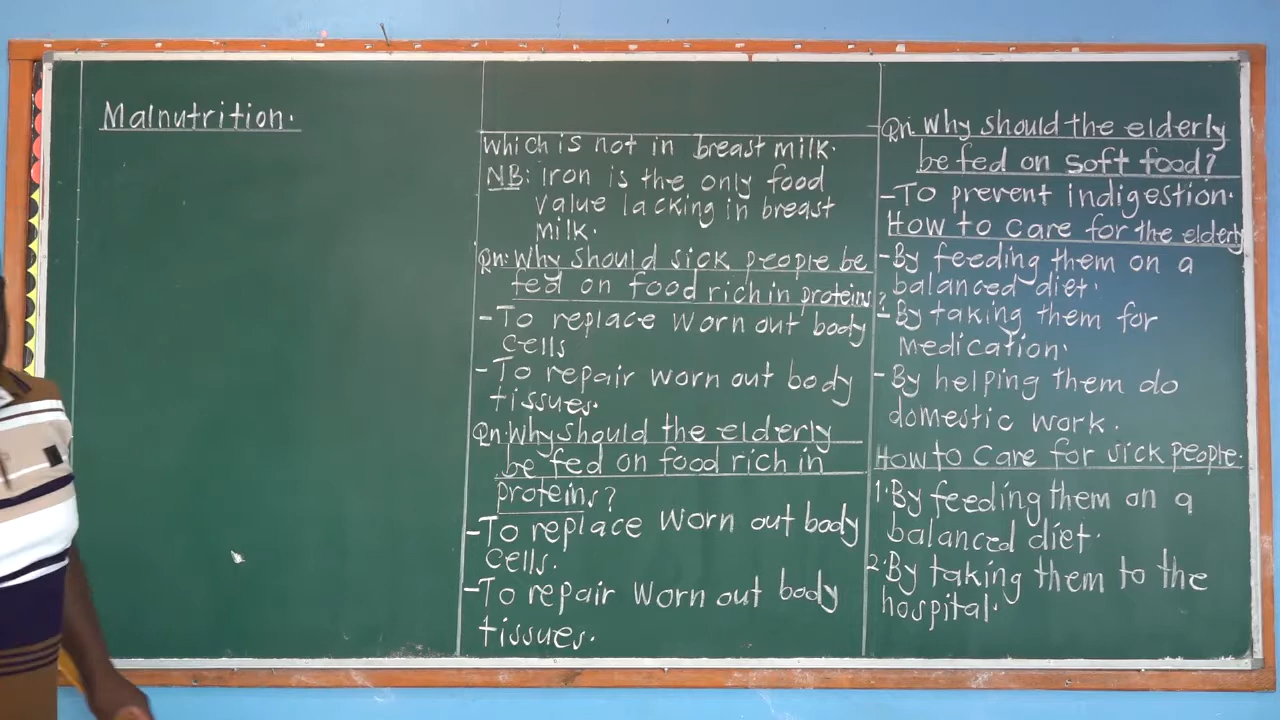 Malnutrition.
which is not in breast milk.
NB: Iron is the only food
value lacking in breast
milk.
Qn: Why should sick people be
fed on food rich in proteins?
-To replace worn out body
cells
-To repair worn out body
tissues.
Qn: Why should the elderly
be fed on food rich in
proteins?
-To replace worn out body
cells.
-To repair worn out body
tissues.
Qn. Why should the elderly
be fed on soft food?
-To prevent indigestion.
How to care for the elderly
-By feeding them on a
balanced diet.
-By taking them for
medication.
-By helping them do
domestic work.
How to care for sick people.
1. By feeding them on a
balanced diet.
2. By taking them to the
hospital.